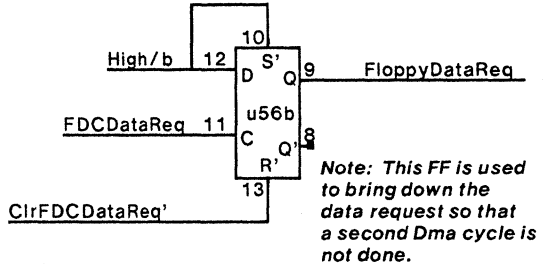 10
High/b 12 D S' Q 9 FloppyDataReq
u56b
FDCDataReq 11 C Q' 8
R'
13
ClrFDCDataReq'
Note: This FF is used
to bring down the
data request so that
a second Dma cycle is
not done.